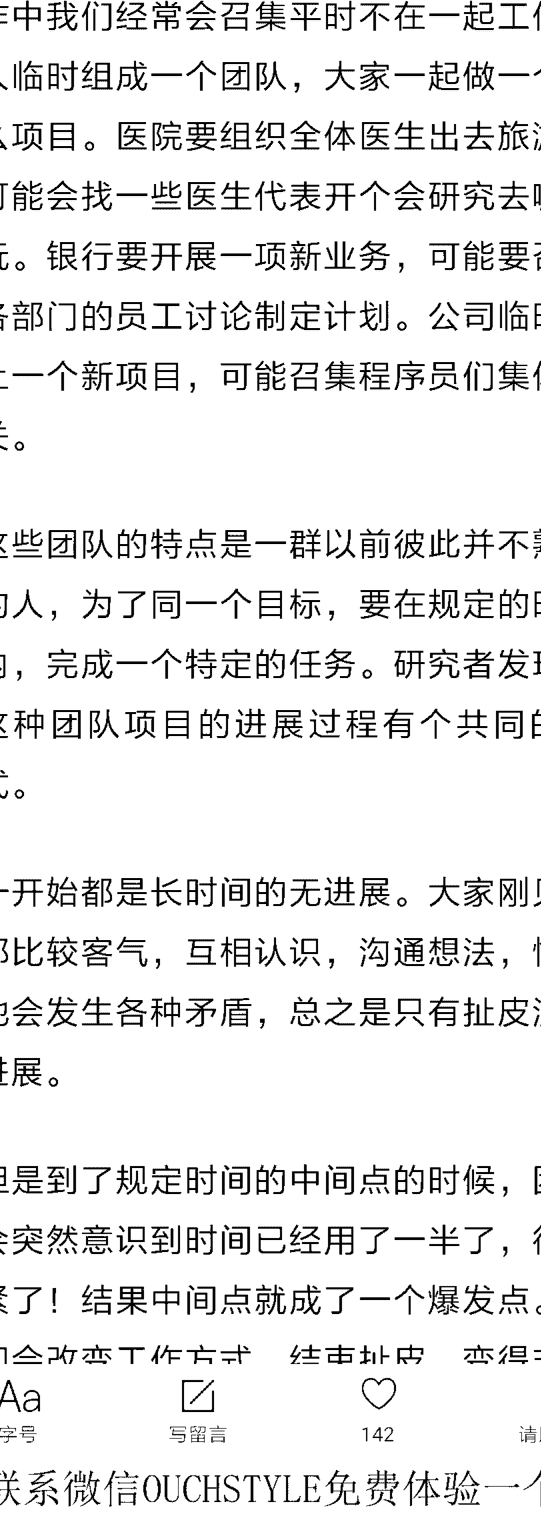 中我们经常会召集平时不在一起工
临时组成一个团队，大家一起做一
项目。医院要组织全体医生出去旅
可能会找一些医生代表开个会研究去
。银行要开展一项新业务，可能要
各部门的员工讨论制定计划。公司临
一个新项目，可能召集程序员们集
。
这些团队的特点是一群以前彼此并不
的人，为了同一个目标，要在规定的
，完成一个特定的任务。研究者发
这种团队项目的进展过程有个共同
。
一开始都是长时间的无进展。大家刚
都比较客气，互相认识，沟通想法，
也会发生各种矛盾，总之是只有扯皮
进展。
但是到了规定时间的中间点的时候，
会突然意识到时间已经用了一半了，
紧了！结果中间点就成了一个爆发点。
会改变工作方式，结束扯皮，变得
Aa
字号
写留言
142
请
联系微信OUCHSTYLE免费体验一